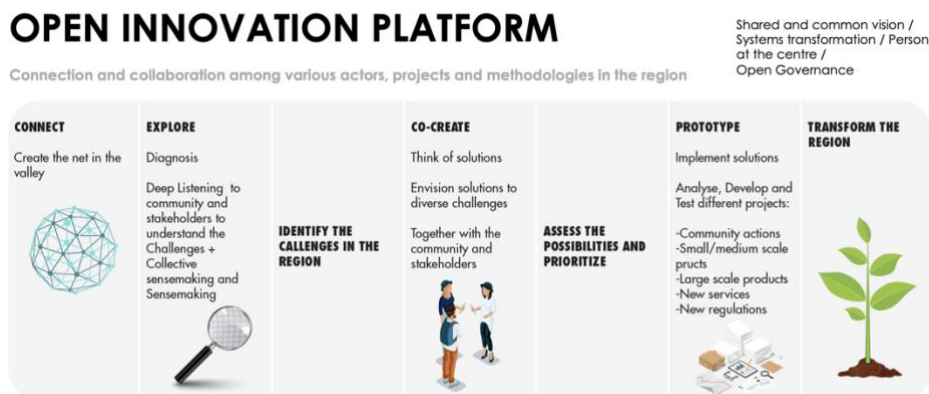 OPEN INNOVATION PLATFORM
Shared and common vision /
Systems transformation / Person
at the centre /
Open Governance
Connection and collaboration among various actors, projects and methodologies in the region
CONNECT
Create the net in the
valley
EXPLORE
Diagnosis
Deep Listening to
community and
stakeholders to
understand the
Challenges +
Collective
sensemaking and
Sensemaking
IDENTIFY THE
CALLENGES IN THE
REGION
CO-CREATE
Think of solutions
Envision solutions to
diverse challenges
Together with the
community and
stakeholders
ASSESS THE
POSSIBILITIES AND
PRIORITIZE
PROTOTYPE
Implement solutions
Analyse, Develop and
Test different projects:
-Community actions
-Small/medium scale
pructs
-Large scale products
-New services
-New regulations
TRANSFORM THE
REGION